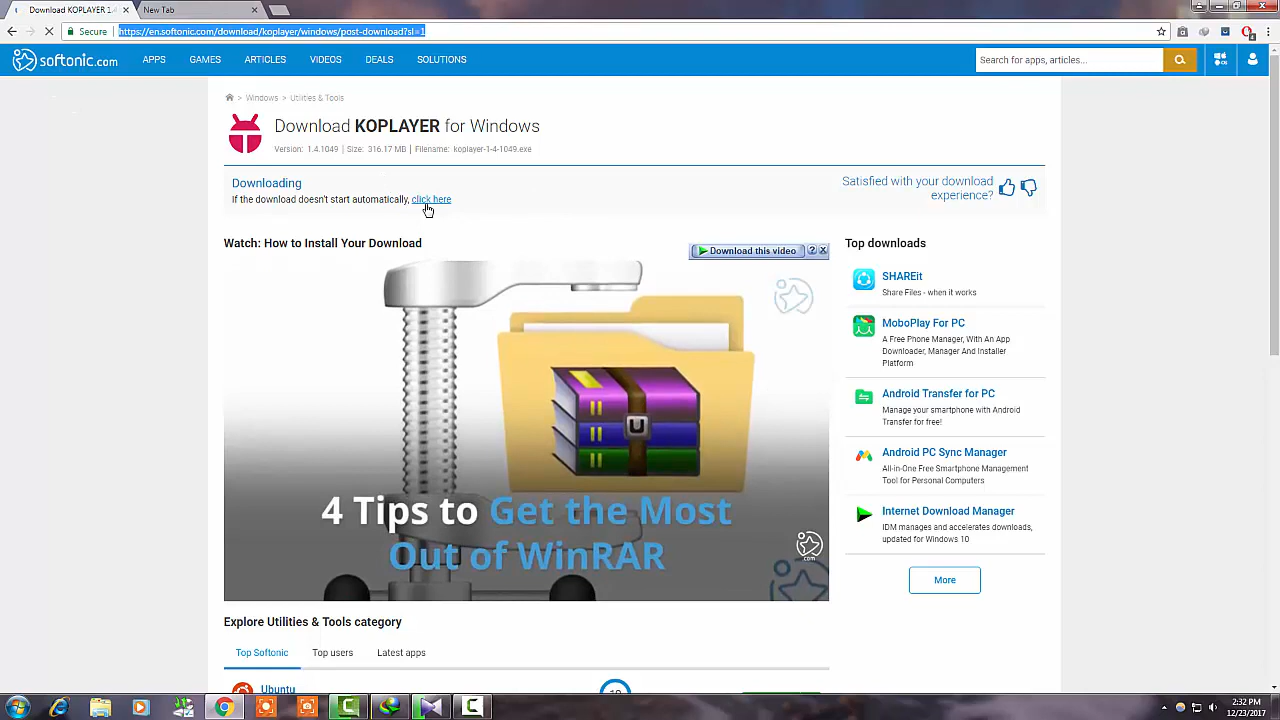 Download KOPLAYER 1.4
New Tab
Secure
https://en.softonic.com/download/koplayer/windows/post-download?sl=1
softonic.com
APPS
GAMES
ARTICLES
VIDEOS
DEALS
SOLUTIONS
Search for apps, articles...
> Windows > Utilities & Tools
Download KOPLAYER for Windows
Version: 1.4.1049 | Size: 316.17 MB | Filename: koplayer-1-4-1049.exe
Downloading
If the download doesn't start automatically, click here
Satisfied with your download
experience?
Watch: How to Install Your Download
Download this video
?
U
4 Tips to Get the Most
Out of WinRAR
.com
Top downloads
SHAREit
Share Files - when it works
MoboPlay For PC
A Free Phone Manager, With An App
Downloader, Manager And Installer
Platform
Android Transfer for PC
Manage your smartphone with Android
Transfer for free!
Android PC Sync Manager
All-in-One Free Smartphone Management
Tool for Personal Computers
Internet Download Manager
IDM manages and accelerates downloads,
updated for Windows 10
More
Explore Utilities & Tools category
Top Softonic
Top users
Latest apps
Ubuntu
2:32 PM
12/23/2017